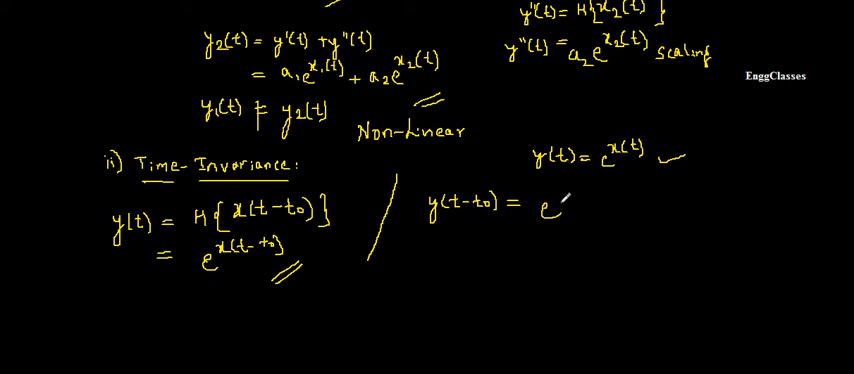 y"(t) = H{x2(t)}
y2(t) = y'(t) + y"(t)
y"(t) = a2 e^x2(t) scaling
= a1 e^x1(t) + a2 e^x2(t)
EnggClasses
y1(t) ≠ y2(t)
Non-Linear
y(t) = e^x(t) ✓
ii) Time-Invariance:
y(t) = H{x(t-t0)} / y(t-t0) = e
= e^x(t-t0)